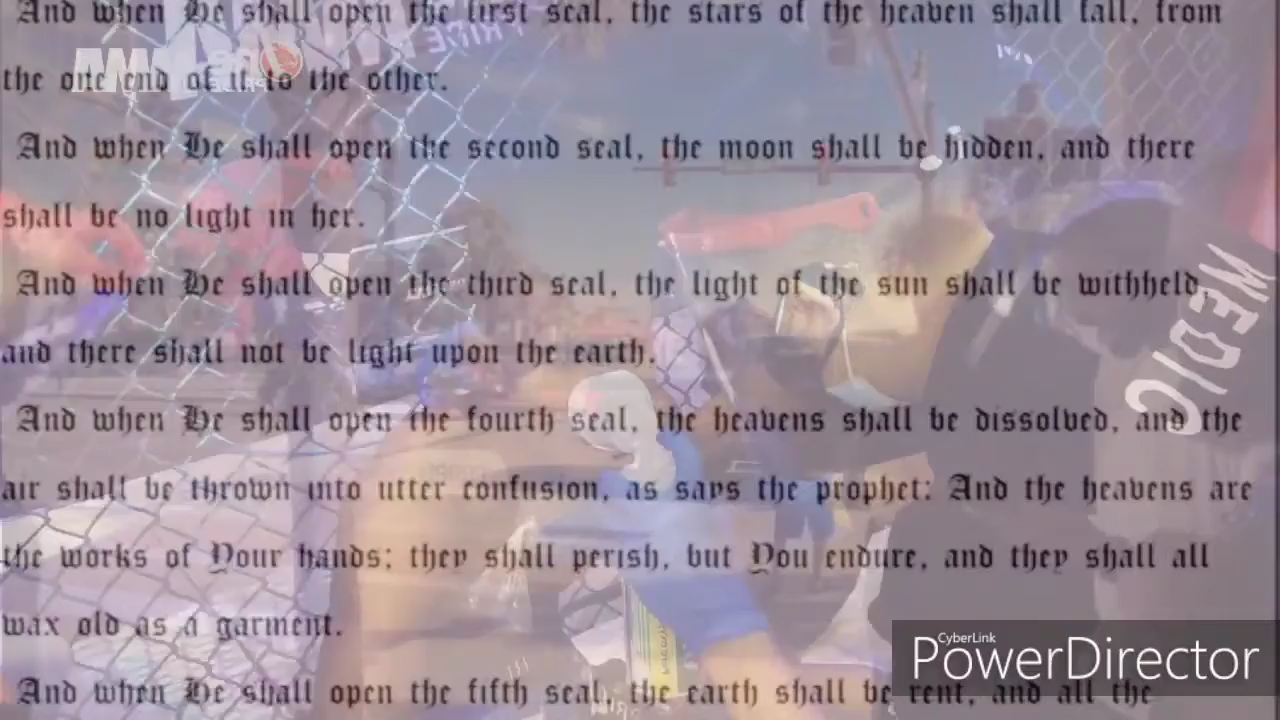 And when He shall open the first seal, the stars of the heaven shall fall, from
the one end of it to the other.
And when He shall open the second seal, the moon shall be hidden, and there
shall be no light in her.
And when He shall open the third seal, the light of the sun shall be withheld,
and there shall not be light upon the earth.
And when He shall open the fourth seal, the heavens shall be dissolved, and the
air shall be thrown into utter confusion, as says the prophet: And the heavens are
the works of Your hands; they shall perish, but You endure, and they shall all
wax old as a garment.
And when He shall open the fifth seal, the earth shall be rent, and all the
MEDIC
CyberLink
PowerDirector